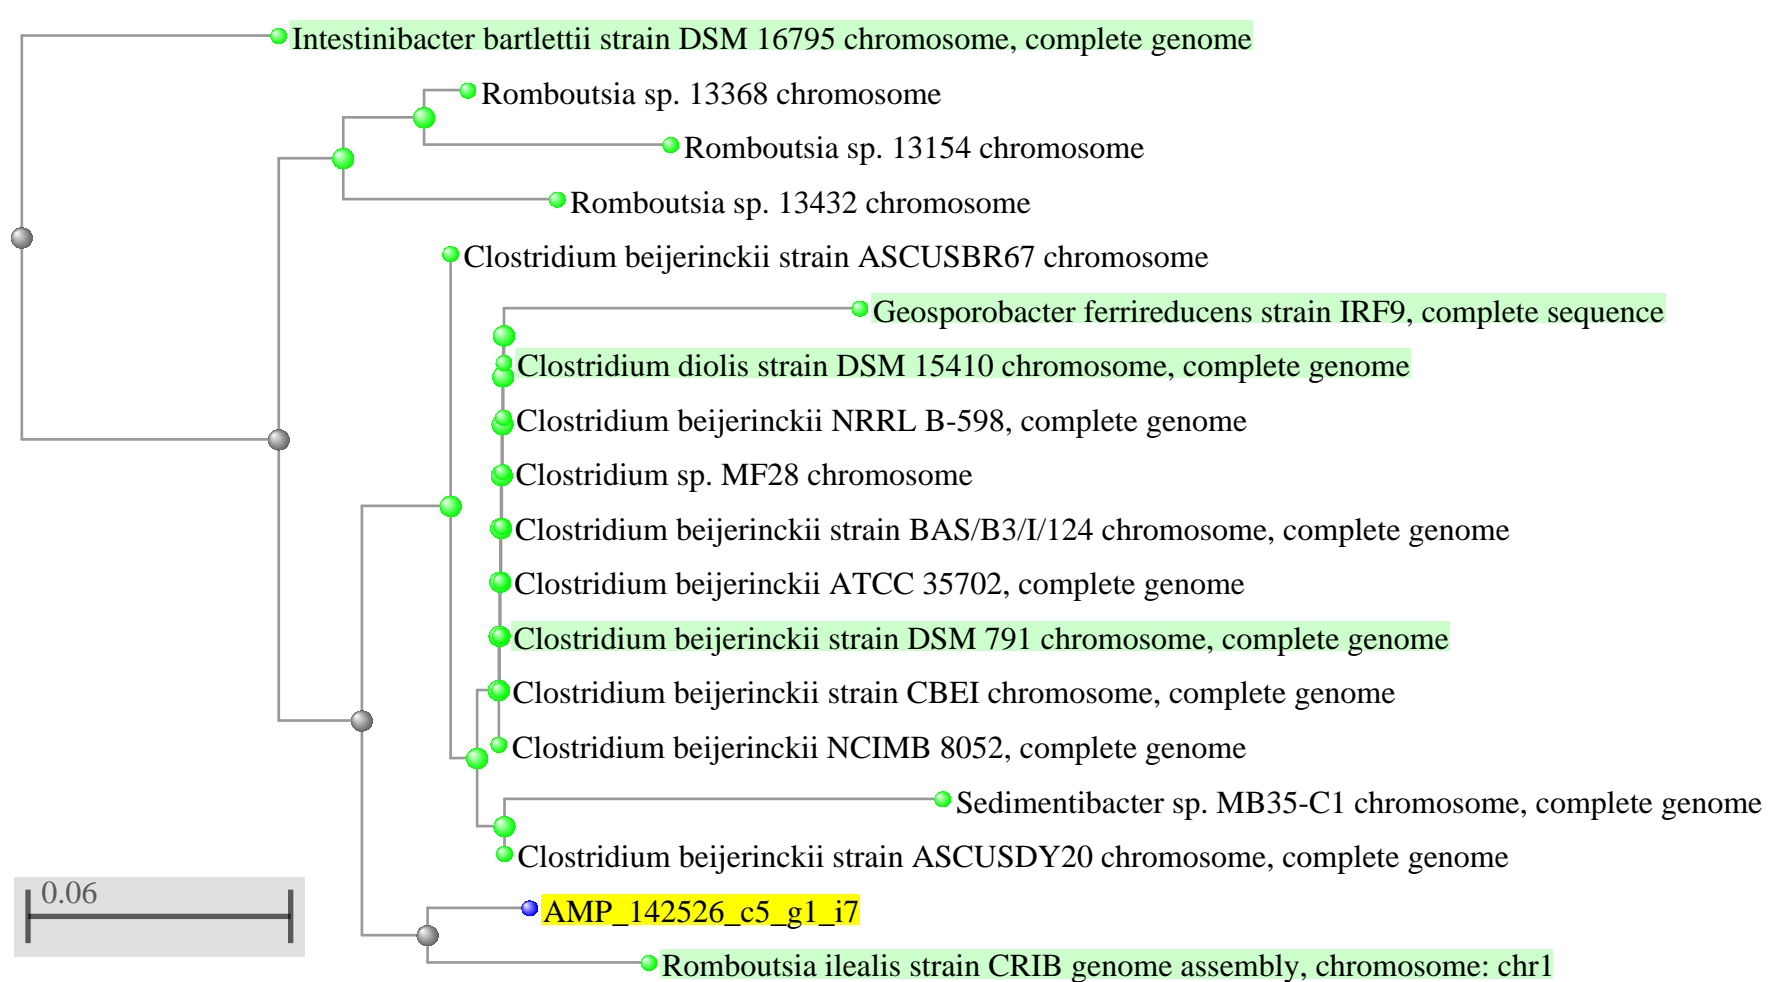 Intestinibacter bartlettii strain DSM 16795 chromosome, complete genome
Romboutsia sp. 13368 chromosome
Romboutsia sp. 13154 chromosome
Romboutsia sp. 13432 chromosome
Clostridium beijerinckii strain ASCUSBR67 chromosome
Geosporobacter ferrireducens strain IRF9, complete sequence
Clostridium diolis strain DSM 15410 chromosome, complete genome
Clostridium beijerinckii NRRL B-598, complete genome
Clostridium sp. MF28 chromosome
Clostridium beijerinckii strain BAS/B3/I/124 chromosome, complete genome
Clostridium beijerinckii ATCC 35702, complete genome
Clostridium beijerinckii strain DSM 791 chromosome, complete genome
Clostridium beijerinckii strain CBEI chromosome, complete genome
Clostridium beijerinckii NCIMB 8052, complete genome
Sedimentibacter sp. MB35-C1 chromosome, complete genome
Clostridium beijerinckii strain ASCUSDY20 chromosome, complete genome
0.06
AMP_142526_c5_g1_i7
Romboutsia ilealis strain CRIB genome assembly, chromosome: chr1